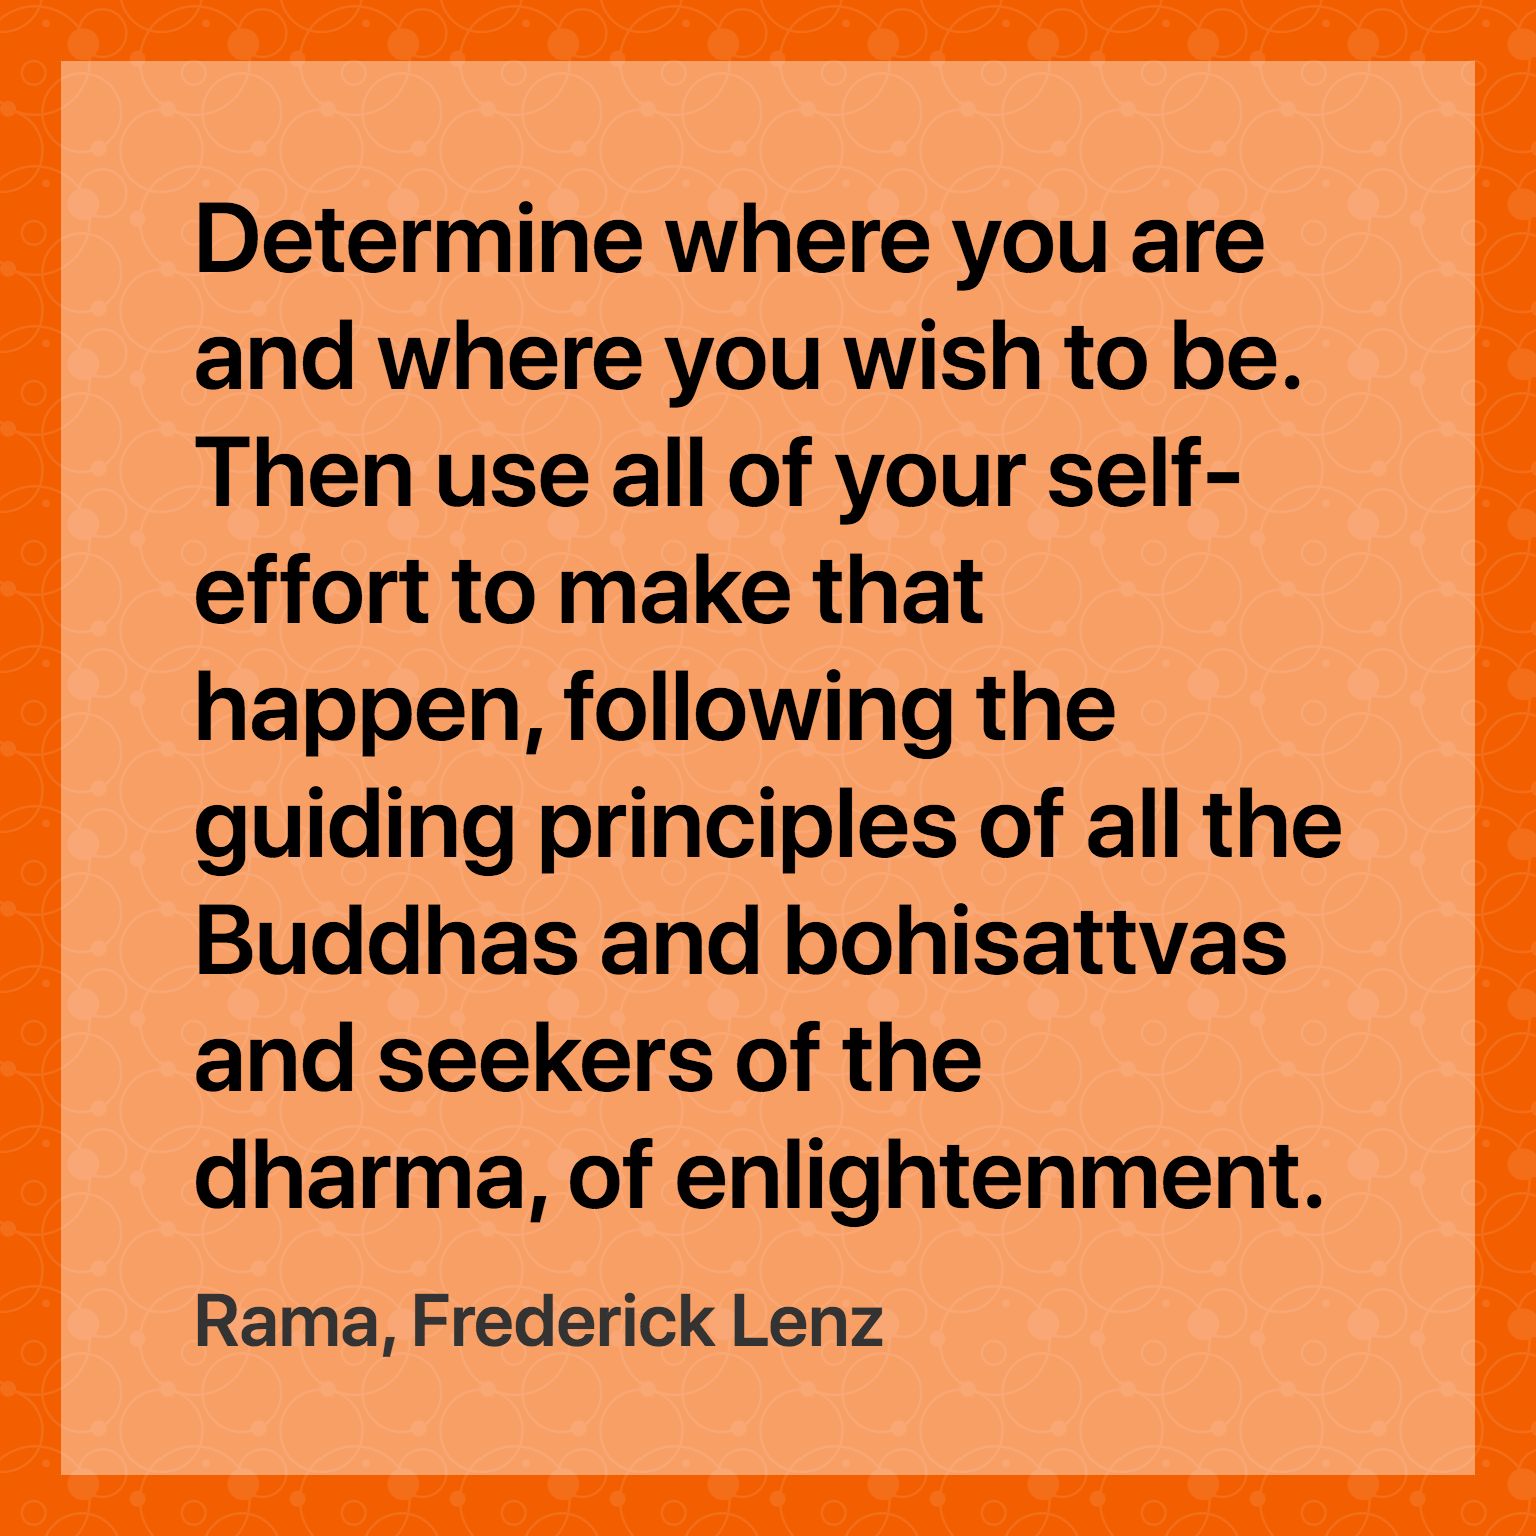 Determine where you are
and where you wish to be.
Then use all of your self-
effort to make that
happen, following the
guiding principles of all the
Buddhas and bohisattvas
and seekers of the
dharma, of enlightenment.
Rama, Frederick Lenz